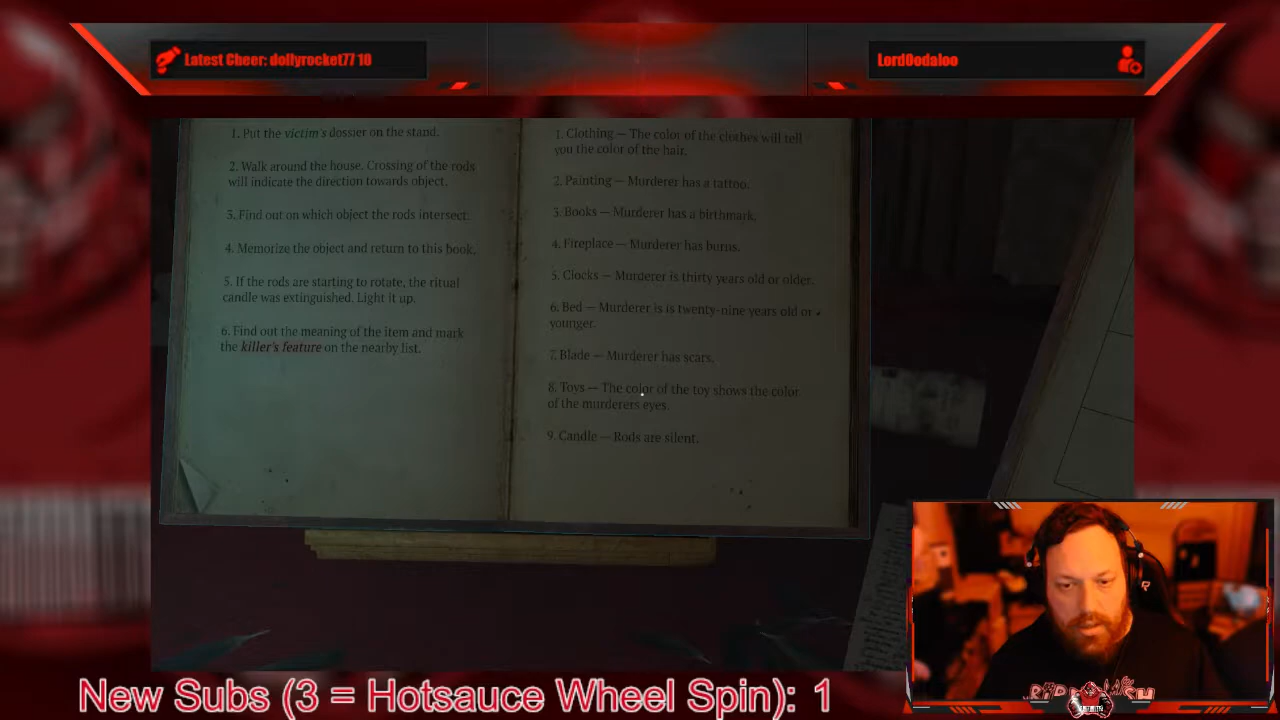 Latest Cheer: dollyrocket77 10
LordOodaloo
1. Put the victim's dossier on the stand.
2. Walk around the house. Crossing of the rods
will indicate the direction towards object.
3. Find out on which object the rods intersect.
4. Memorize the object and return to this book.
5. If the rods are starting to rotate, the ritual
candle was extinguished. Light it up.
6. Find out the meaning of the item and mark
the killer's feature on the nearby list.
1. Clothing — The color of the clothes will tell
you the color of the hair.
2. Painting — Murderer has a tattoo.
3. Books — Murderer has a birthmark.
4. Fireplace — Murderer has burns.
5. Clocks — Murderer is thirty years old or older.
6. Bed — Murderer is is twenty-nine years old or
younger.
7. Blade — Murderer has scars.
8. Toys — The color of the toy shows the color
of the murderers eyes.
9. Candle — Rods are silent.
New Subs (3 = Hotsauce Wheel Spin): 1